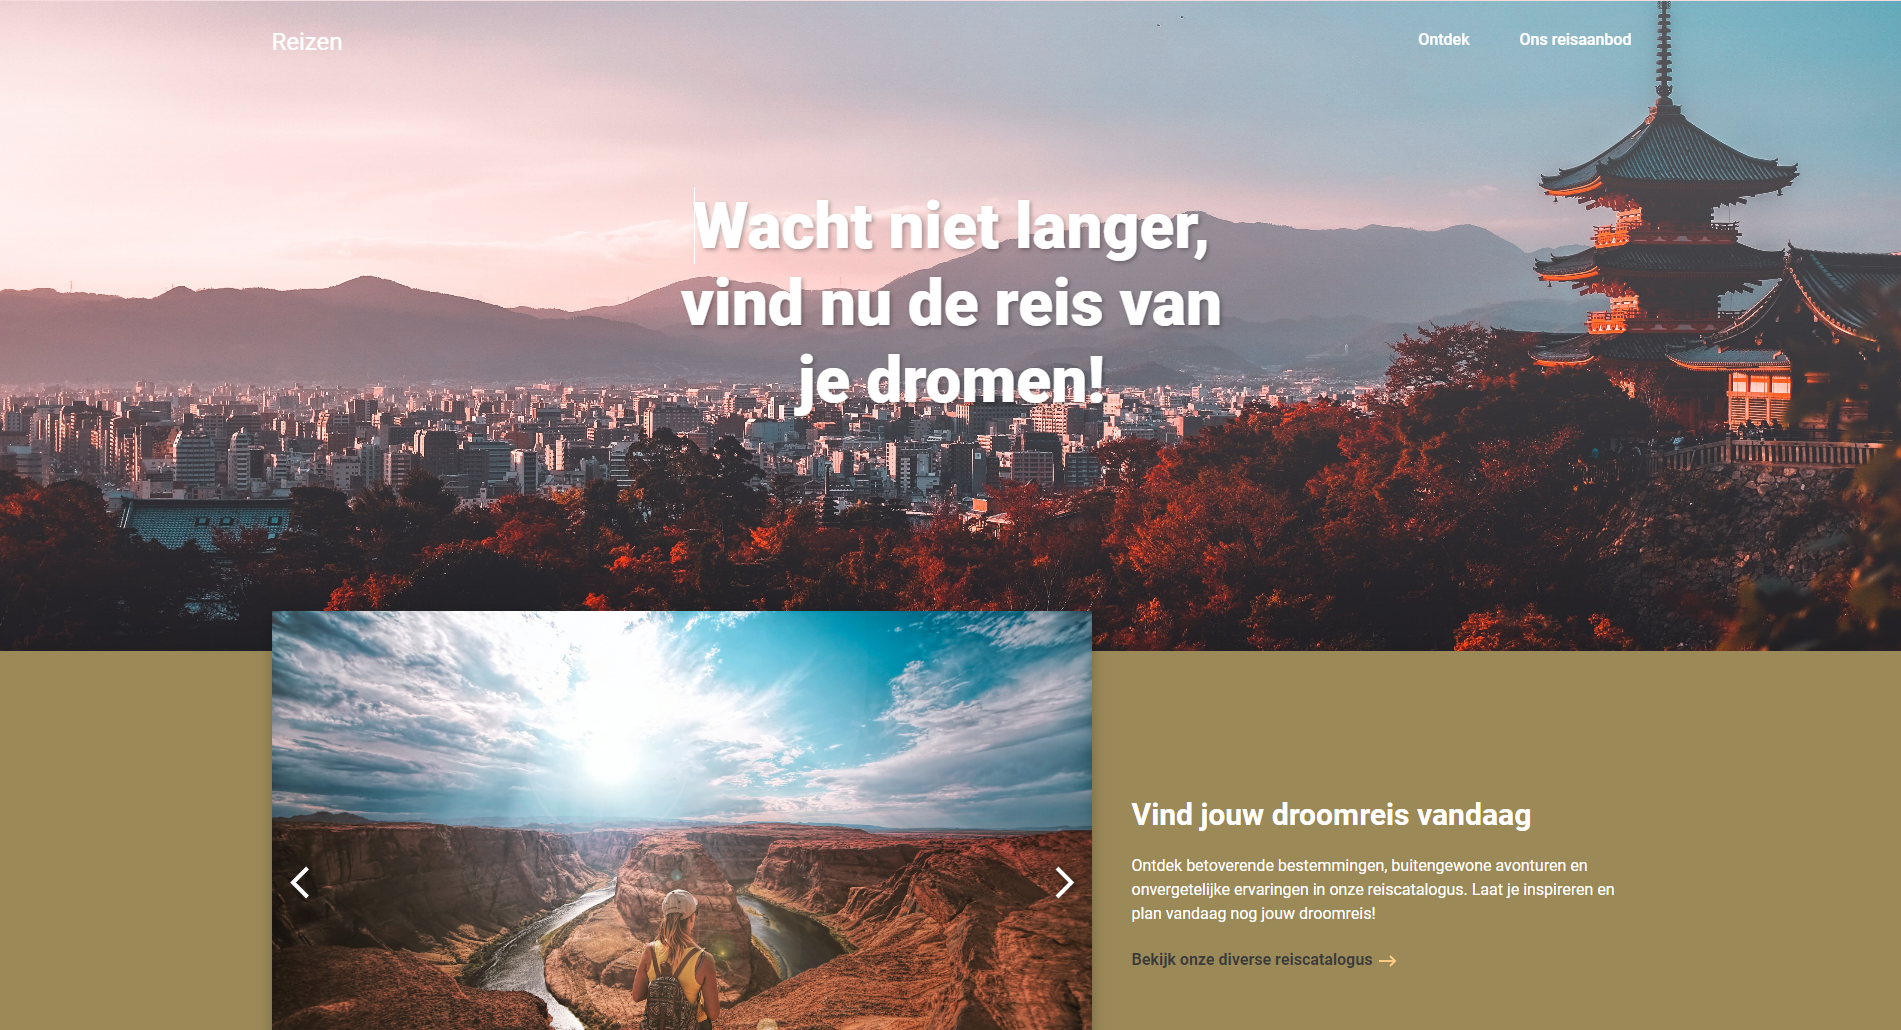 Reizen
Ontdek
Ons reisaanbod
Wacht niet langer,
vind nu de reis van
je dromen!
Vind jouw droomreis vandaag
Ontdek betoverende bestemmingen, buitengewone avonturen en
onvergetelijke ervaringen in onze reiscatalogus. Laat je inspireren en
plan vandaag nog jouw droomreis!
Bekijk onze diverse reiscatalogus →